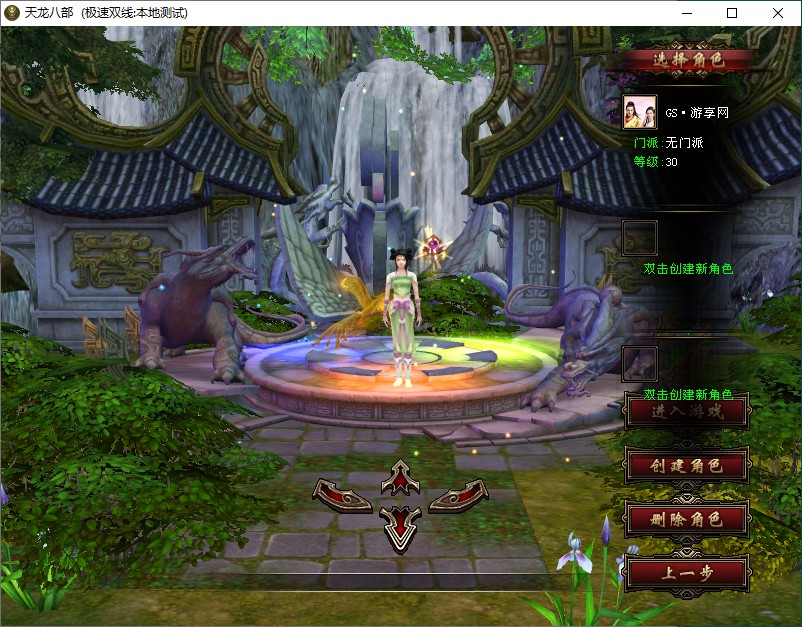 天龙八部 (极速双线:本地测试)
选择角色
GS·游享网
门派:无门派
等级:30
双击创建新角色
双击创建新角色
进入游戏
创建角色
删除角色
上一步